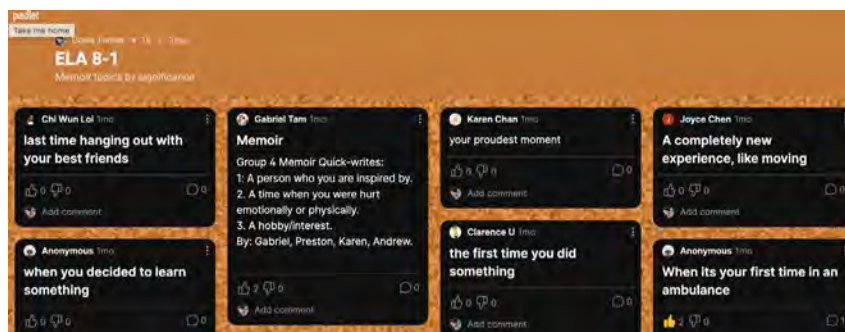 padlet
Take me home
ELA 8-1
Memoir topics by significance
Chi Wun Loi 1mo
last time hanging out with
your best friends
0 0 0
Add comment
Anonymous 1mo
when you decided to learn
something
0 0 0
Gabriel Tam 1mo
Memoir
Group 4 Memoir Quick-writes:
1: A person who you are inspired by.
2. A time when you were hurt
emotionally or physically.
3. A hobby/interest.
By: Gabriel, Preston, Karen, Andrew.
2 0 0
Add comment
Karen Chan 1mo
your proudest moment
0 0 0
Add comment
Clarence U 1mo
the first time you did
something
0 0 0
Add comment
Joyce Chen 1mo
A completely new
experience, like moving
0 0 0
Add comment
Anonymous 1mo
When its your first time in an
ambulance
2 0